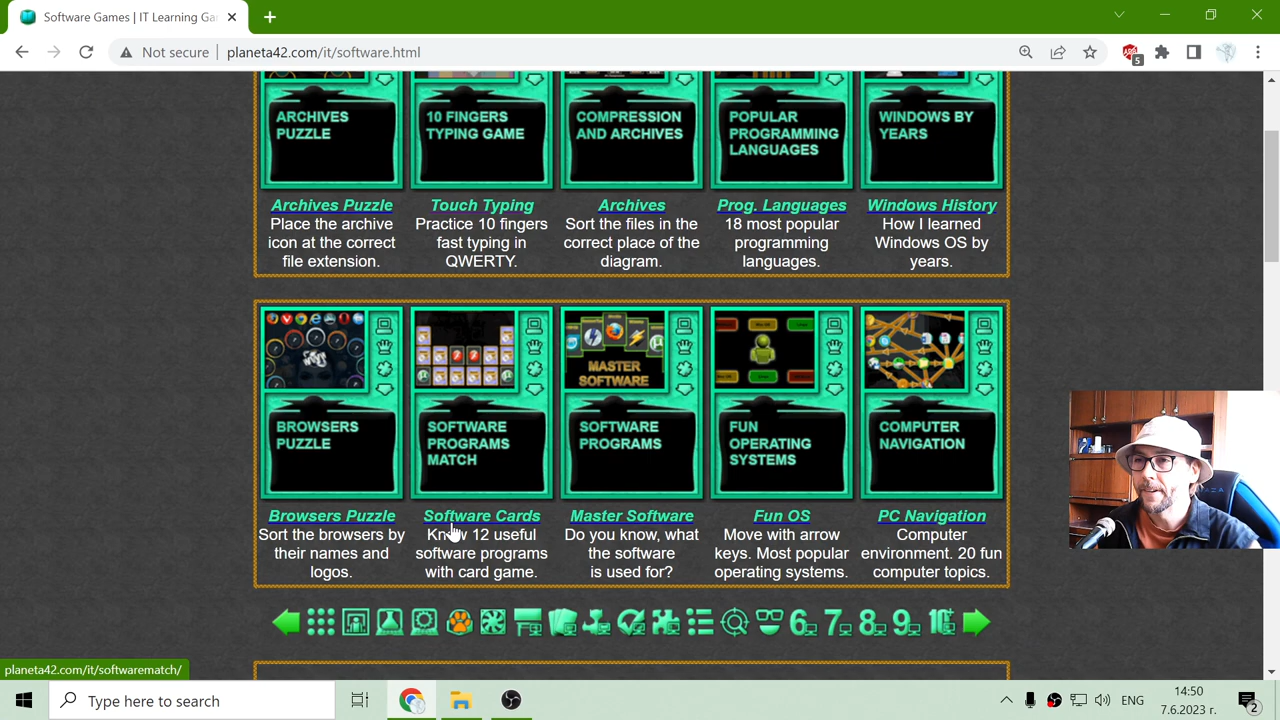 Software Games | IT Learning Gar
Not secure
planeta42.com/it/software.html
5
ARCHIVES
PUZZLE
10 FINGERS
TYPING GAME
COMPRESSION
AND ARCHIVES
POPULAR
PROGRAMMING
LANGUAGES
WINDOWS BY
YEARS
Archives Puzzle
Place the archive
icon at the correct
file extension.
Touch Typing
Practice 10 fingers
fast typing in
QWERTY.
Archives
Sort the files in the
correct place of the
diagram.
Prog. Languages
18 most popular
programming
languages.
Windows History
How I learned
Windows OS by
years.
MASTER
SOFTWARE
BROWSERS
PUZZLE
SOFTWARE
PROGRAMS
MATCH
SOFTWARE
PROGRAMS
FUN
OPERATING
SYSTEMS
COMPUTER
NAVIGATION
Browsers Puzzle
Sort the browsers by
their names and
logos.
Software Cards
Know 12 useful
software programs
with card game.
Master Software
Do you know, what
the software
is used for?
Fun OS
Move with arrow
keys. Most popular
operating systems.
PC Navigation
Computer
environment. 20 fun
computer topics.
6 7 8 9 10+
planeta42.com/it/softwarematch/
Type here to search
ENG
14:50
7.6.2023 г.
2